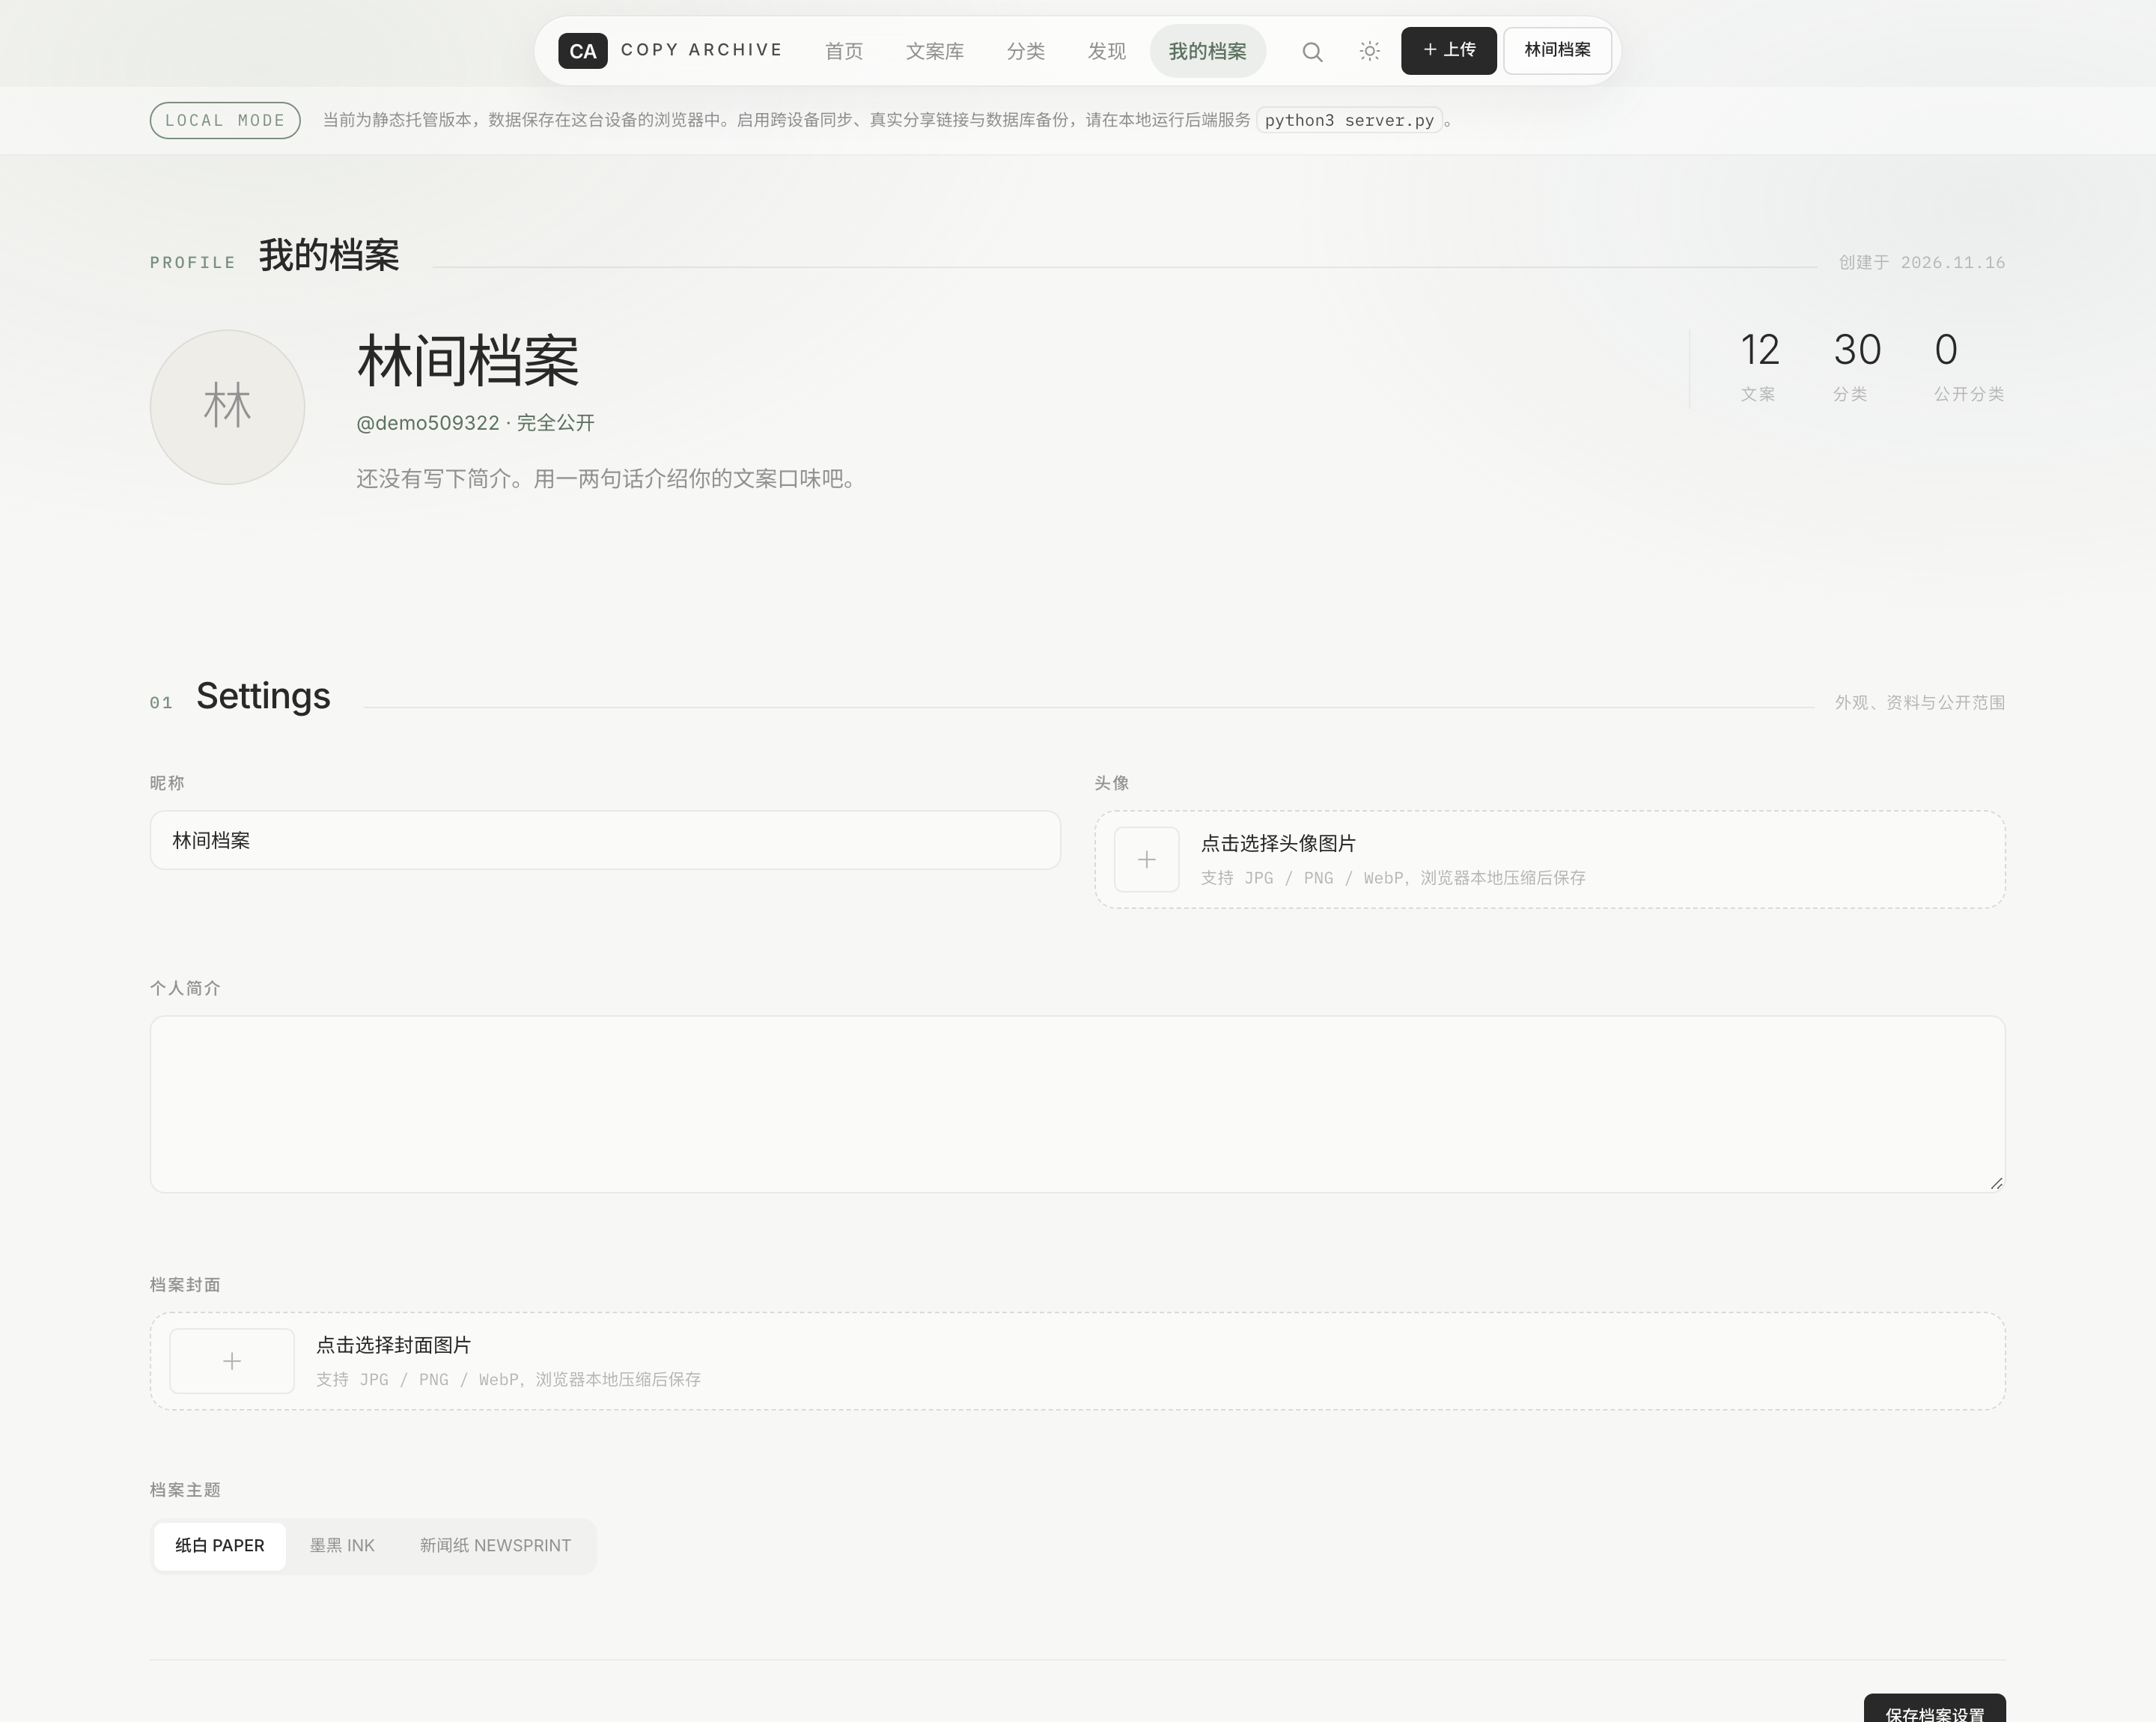 CA COPY ARCHIVE 首页 文案库 分类 发现 我的档案 + 上传 林间档案
LOCAL MODE 当前为静态托管版本，数据保存在这台设备的浏览器中。启用跨设备同步、真实分享链接与数据库备份，请在本地运行后端服务 python3 server.py。
PROFILE 我的档案 创建于 2026.11.16
林
林间档案
@demo509322 · 完全公开
还没有写下简介。用一两句话介绍你的文案口味吧。
12 30 0
文案 分类 公开分类
01 Settings 外观、资料与公开范围
昵称 头像
林间档案
点击选择头像图片
支持 JPG / PNG / WebP，浏览器本地压缩后保存
个人简介
档案封面
点击选择封面图片
支持 JPG / PNG / WebP，浏览器本地压缩后保存
档案主题
纸白 PAPER 墨黑 INK 新闻纸 NEWSPRINT
保存档案设置